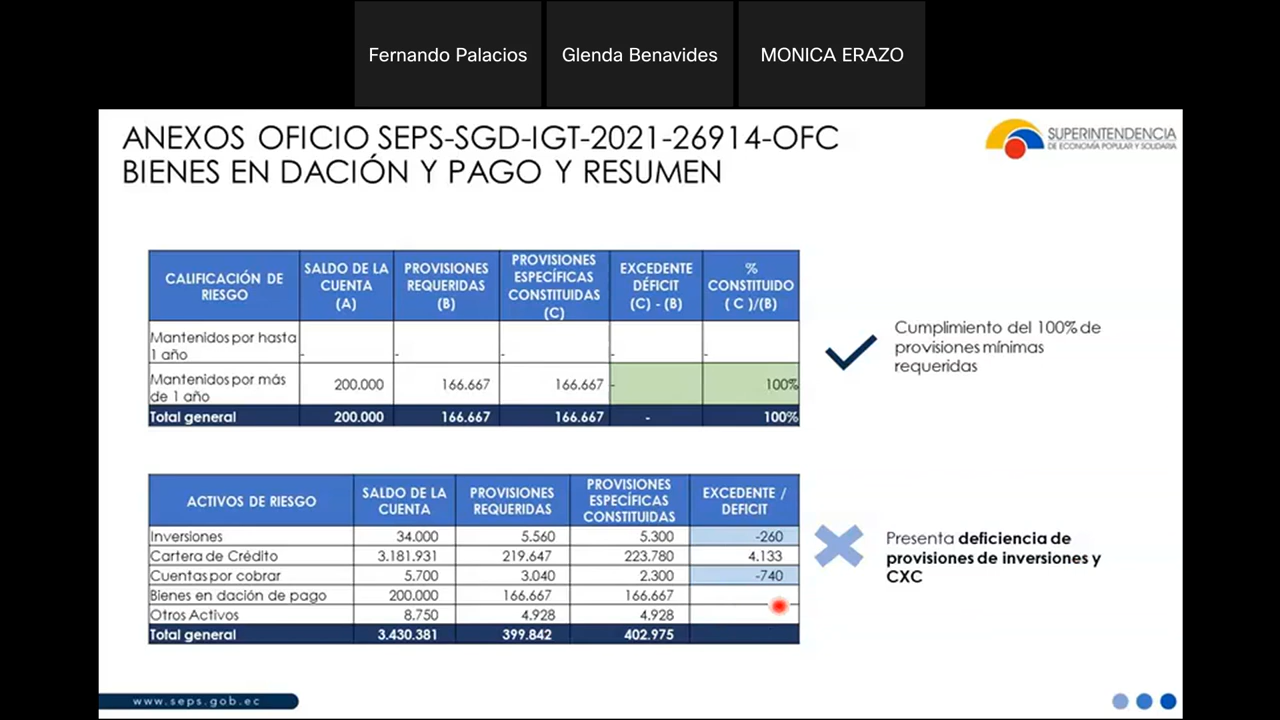 Fernando Palacios
Glenda Benavides
MONICA ERAZO
ANEXOS OFICIO SEPS-SGD-IGT-2021-26914-OFC
BIENES EN DACIÓN Y PAGO Y RESUMEN
SUPERINTENDENCIA
DE ECONOMÍA POPULAR Y SOLIDARIA
CALIFICACIÓN DE RIESGO | SALDO DE LA CUENTA (A) | PROVISIONES REQUERIDAS (B) | PROVISIONES ESPECÍFICAS CONSTITUIDAS (C) | EXCEDENTE DÉFICIT (C) - (B) | % CONSTITUIDO ( C )/(B)
Mantenidos por hasta 1 año | - | - | - | - | -
Mantenidos por más de 1 año | 200.000 | 166.667 | 166.667 | - | 100%
Total general | 200.000 | 166.667 | 166.667 | - | 100%
Cumplimiento del 100% de
provisiones mínimas
requeridas
ACTIVOS DE RIESGO | SALDO DE LA CUENTA | PROVISIONES REQUERIDAS | PROVISIONES ESPECÍFICAS CONSTITUIDAS | EXCEDENTE / DEFICIT
Inversiones | 34.000 | 5.560 | 5.300 | -260
Cartera de Crédito | 3.181.931 | 219.647 | 223.780 | 4.133
Cuentas por cobrar | 5.700 | 3.040 | 2.300 | -740
Bienes en dación de pago | 200.000 | 166.667 | 166.667
Otros Activos | 8.750 | 4.928 | 4.928
Total general | 3.430.381 | 399.842 | 402.975
Presenta deficiencia de
provisiones de inversiones y
CXC
www.seps.gob.ec